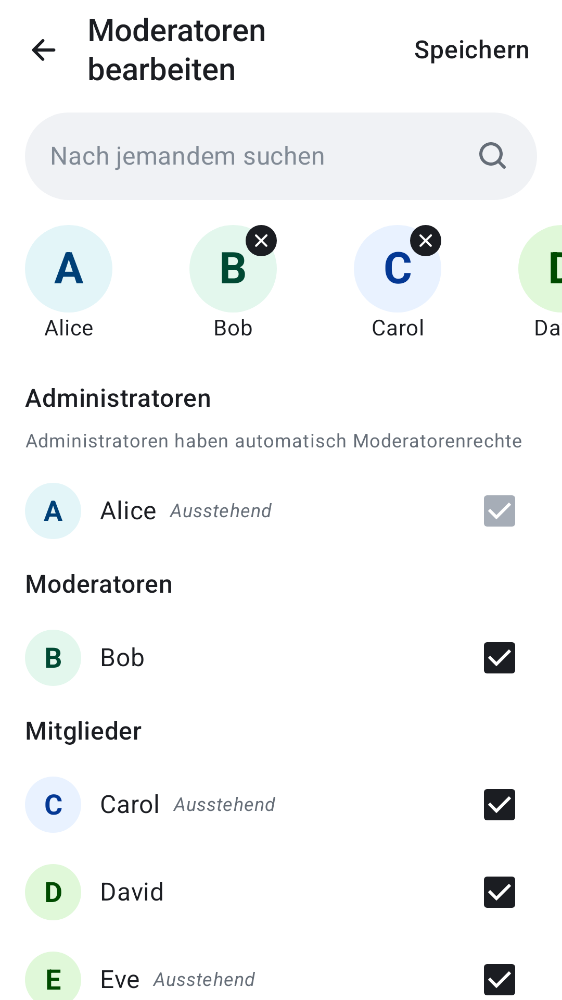 Moderatoren
bearbeiten
Speichern
Nach jemandem suchen
A
B
C
D
Alice
Bob
Carol
Da
Administratoren
Administratoren haben automatisch Moderatorenrechte
A Alice Ausstehend
Moderatoren
B Bob
Mitglieder
C Carol Ausstehend
D David
E Eve Ausstehend